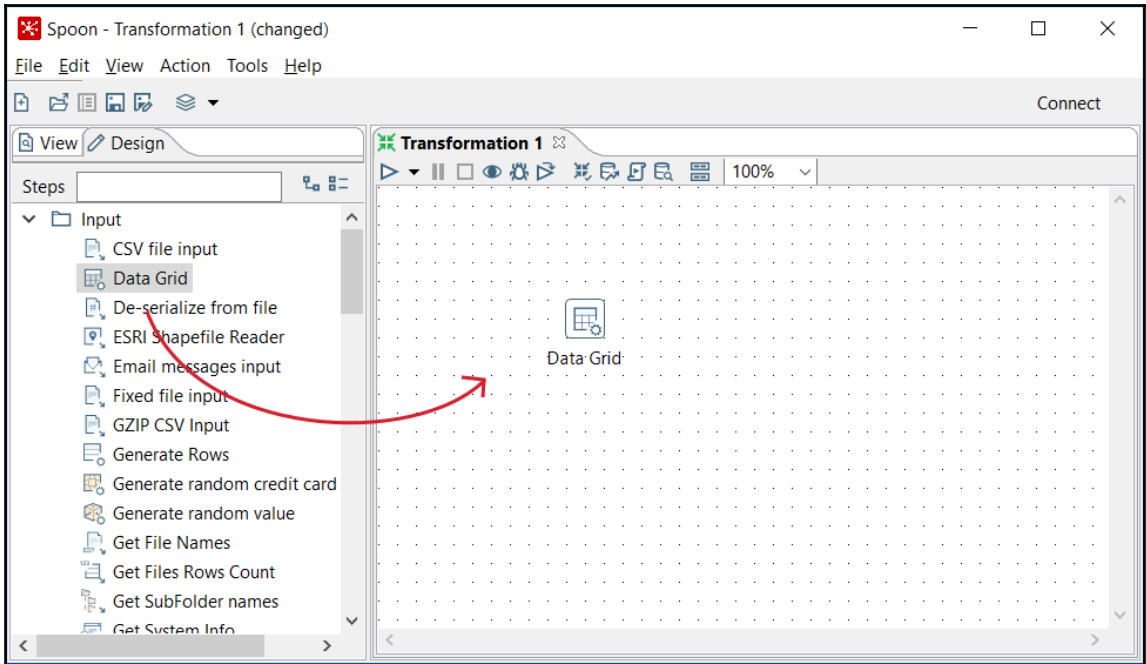 Spoon - Transformation 1 (changed)
File Edit View Action Tools Help
Connect
View Design
Transformation 1
Steps
100%
Input
CSV file input
Data Grid
De-serialize from file
ESRI Shapefile Reader
Email messages input
Fixed file input
GZIP CSV Input
Generate Rows
Generate random credit card
Generate random value
Get File Names
Get Files Rows Count
Get SubFolder names
Get System Info
Data Grid